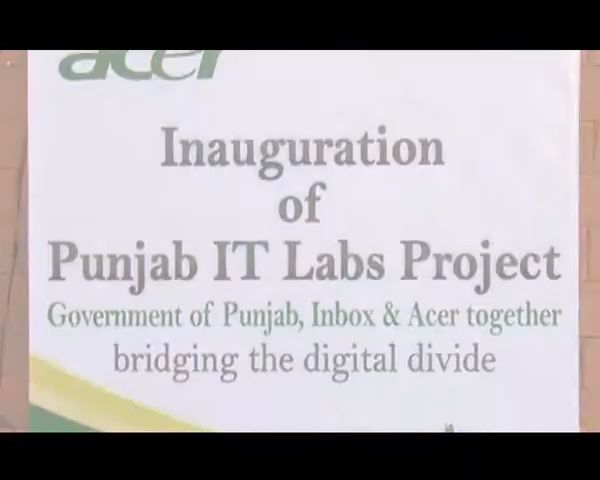 acer
Inauguration
of
Punjab IT Labs Project
Government of Punjab, Inbox & Acer together
bridging the digital divide